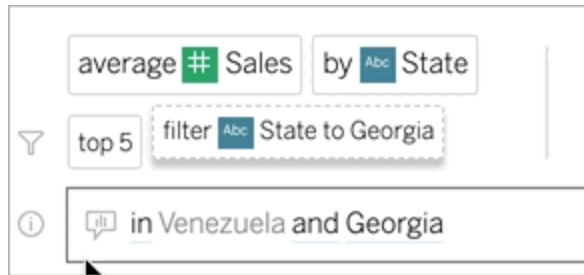 average # Sales by Abc State
top 5 filter Abc State to Georgia
in Venezuela and Georgia